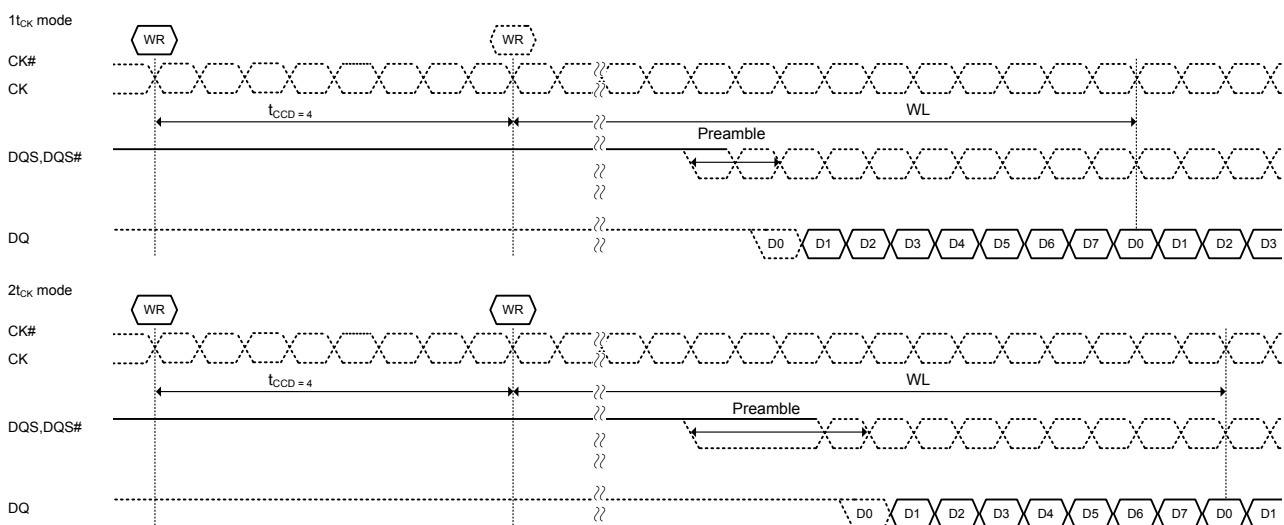 1tCK mode
WR WR
CK#
CK
tCCD = 4 WL
Preamble
DQS,DQS#
DQ D0 D1 D2 D3 D4 D5 D6 D7 D0 D1 D2 D3
2tCK mode
WR WR
CK#
CK
tCCD = 4 WL
Preamble
DQS,DQS#
DQ D0 D1 D2 D3 D4 D5 D6 D7 D0 D1